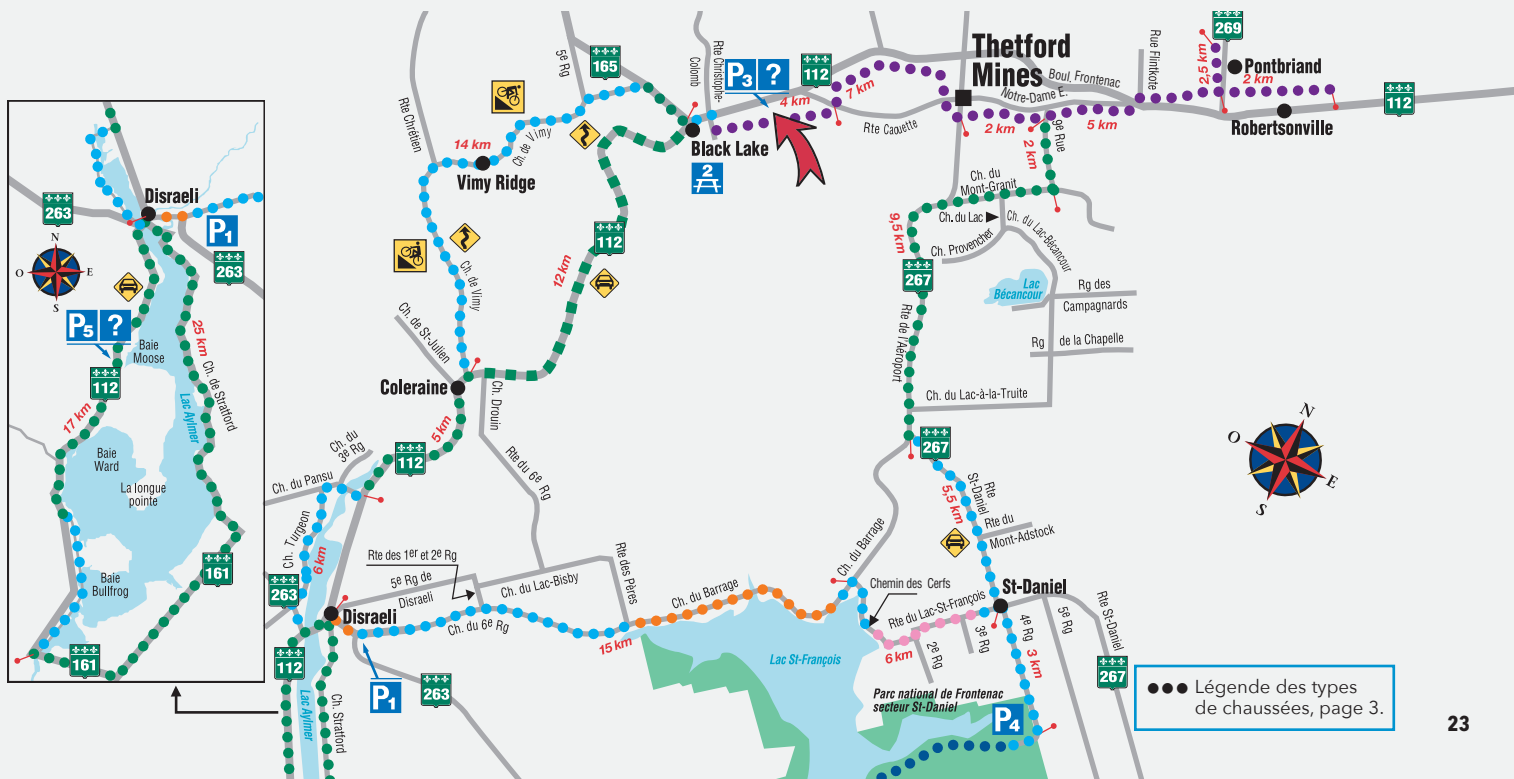 269
Thetford
Mines
165
5e Rg
Colomb
Rte Christophe-
P3 ?
112
7 km
4 km
Boul. Frontenac
Notre-Dame E.
Rue Flintkote
2,5 km
Pontbriand
2 km
112
Robertsonville
Rte Chrétien
14 km
Ch. de Vimy
Vimy Ridge
Black Lake
2
Rte Caouette
2 km
5 km
9e Rue
2 km
Ch. du
Mont-Granit
Ch. du Lac
Ch. du Lac-Bécancour
Ch. Provencher
9,5 km
267
Lac
Bécancour
Rg des
Campagnards
Rg de la Chapelle
Rte de l'Aéroport
Ch. du Lac-à-la-Truite
112
12 km
Ch. de Vimy
Ch. de St-Julien
Coleraine
Ch. Drouin
5 km
112
Rte du 6e Rg
Ch. du
3e Rg
Ch. du Pansu
Ch. Turgeon
6 km
263
Rte des 1er et 2e Rg
5e Rg de
Disraeli
Ch. du Lac-Bisby
Rte des Pères
Disraeli
Ch. du 6e Rg
15 km
Ch. du Barrage
Ch. du Barrage
267
5,5 km
Rte
St-Daniel
Rte du
Mont-Adstock
Chemin des Cerfs
St-Daniel
Rte du Lac-St-François
6 km
2e Rg
3e Rg
4e Rg
3 km
5e Rg
Rte St-Daniel
267
Lac St-François
Parc national de Frontenac
secteur St-Daniel
P4
112
P1
263
Lac Aylmer
Ch. Stratford
N
O
E
S
Légende des types
de chaussées, page 3.
23
Disraeli
263
P1
263
N
O
E
S
P5 ?
Baie
Moose
25 km
Ch. de Stratford
112
17 km
Lac Aylmer
Baie
Ward
La longue
pointe
Baie
Bullfrog
161
161